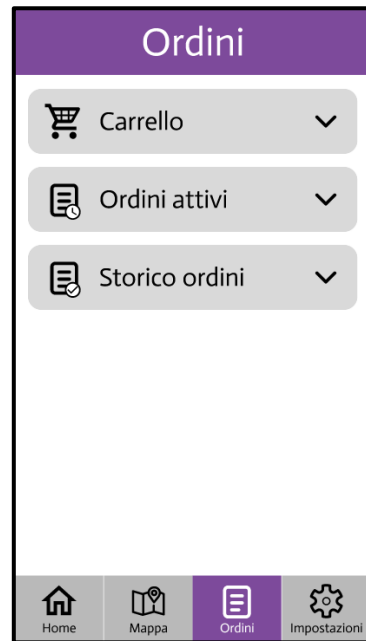 Ordini
Carrello
Ordini attivi
Storico ordini
Home
Mappa
Ordini
Impostazioni